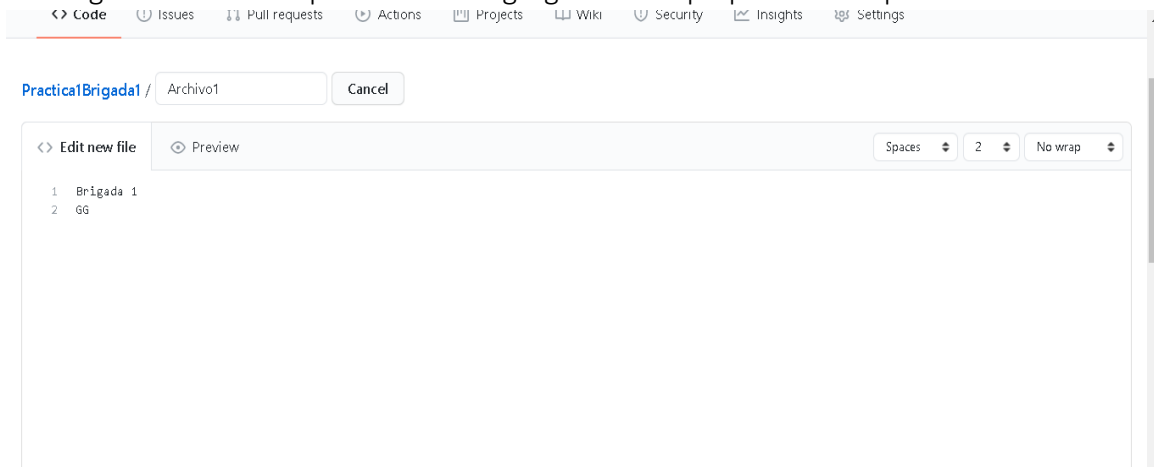 Code Issues Pull requests Actions Projects Wiki Security Insights Settings
Practica1Brigada1 / Archivo1 Cancel
Edit new file Preview Spaces 2 No wrap
1 Brigada 1
2 GG